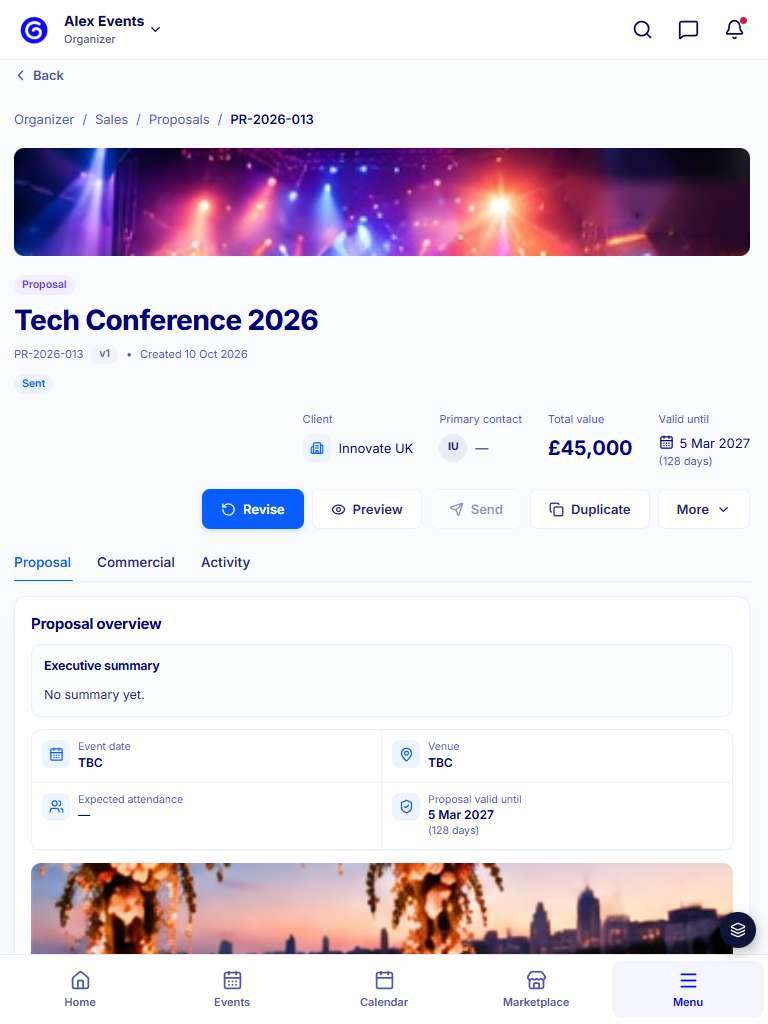 Alex Events
Organizer
Back
Organizer / Sales / Proposals / PR-2026-013
Proposal
Tech Conference 2026
PR-2026-013 v1 • Created 10 Oct 2026
Sent
Client Primary contact Total value Valid until
Innovate UK IU — £45,000 5 Mar 2027
(128 days)
Revise Preview Send Duplicate More
Proposal Commercial Activity
Proposal overview
Executive summary
No summary yet.
Event date
TBC
Venue
TBC
Expected attendance
—
Proposal valid until
5 Mar 2027
(128 days)
Home Events Calendar Marketplace Menu